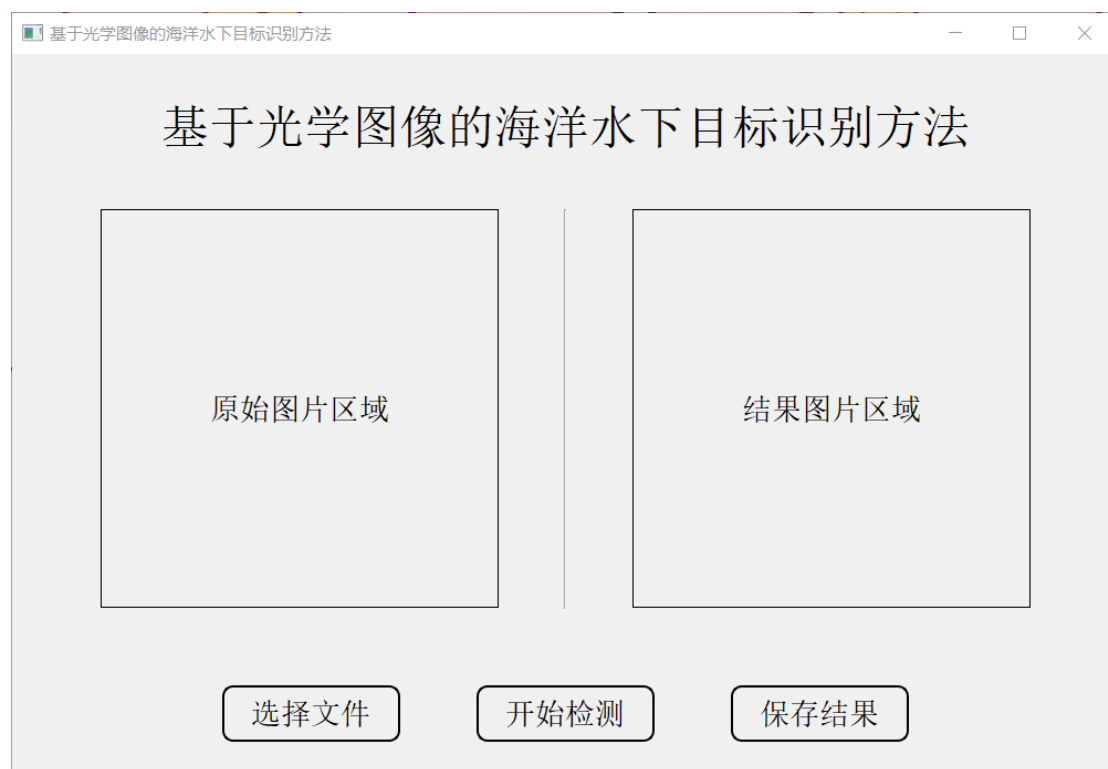 基于光学图像的海洋水下目标识别方法
基于光学图像的海洋水下目标识别方法
原始图片区域
结果图片区域
选择文件
开始检测
保存结果